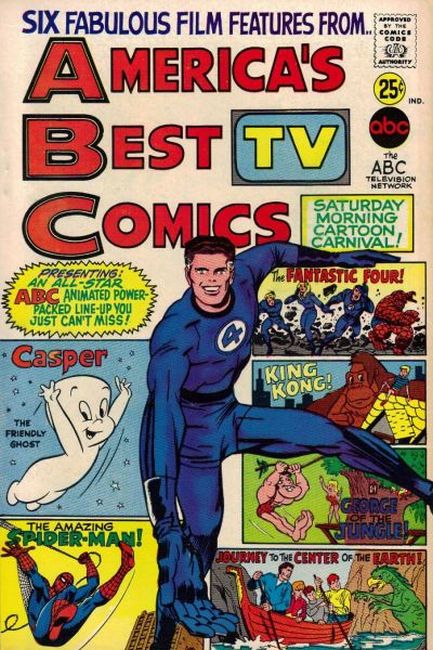 SIX FABULOUS FILM FEATURES FROM...
APPROVED
BY THE
COMICS
CODE
AUTHORITY
AMERICA'S
BEST TV
COMICS
25¢
IND.
abc
the
ABC
TELEVISION
NETWORK
SATURDAY
MORNING
CARTOON
CARNIVAL!
PRESENTING:
AN ALL-STAR
ABC ANIMATED POWER-
PACKED LINE-UP YOU
JUST CAN'T MISS!
The FANTASTIC FOUR!
4
Casper
THE
FRIENDLY
GHOST
KING
KONG!
GEORGE
OF THE
JUNGLE!
THE AMAZING
SPIDER-MAN!
JOURNEY TO THE CENTER OF THE EARTH!